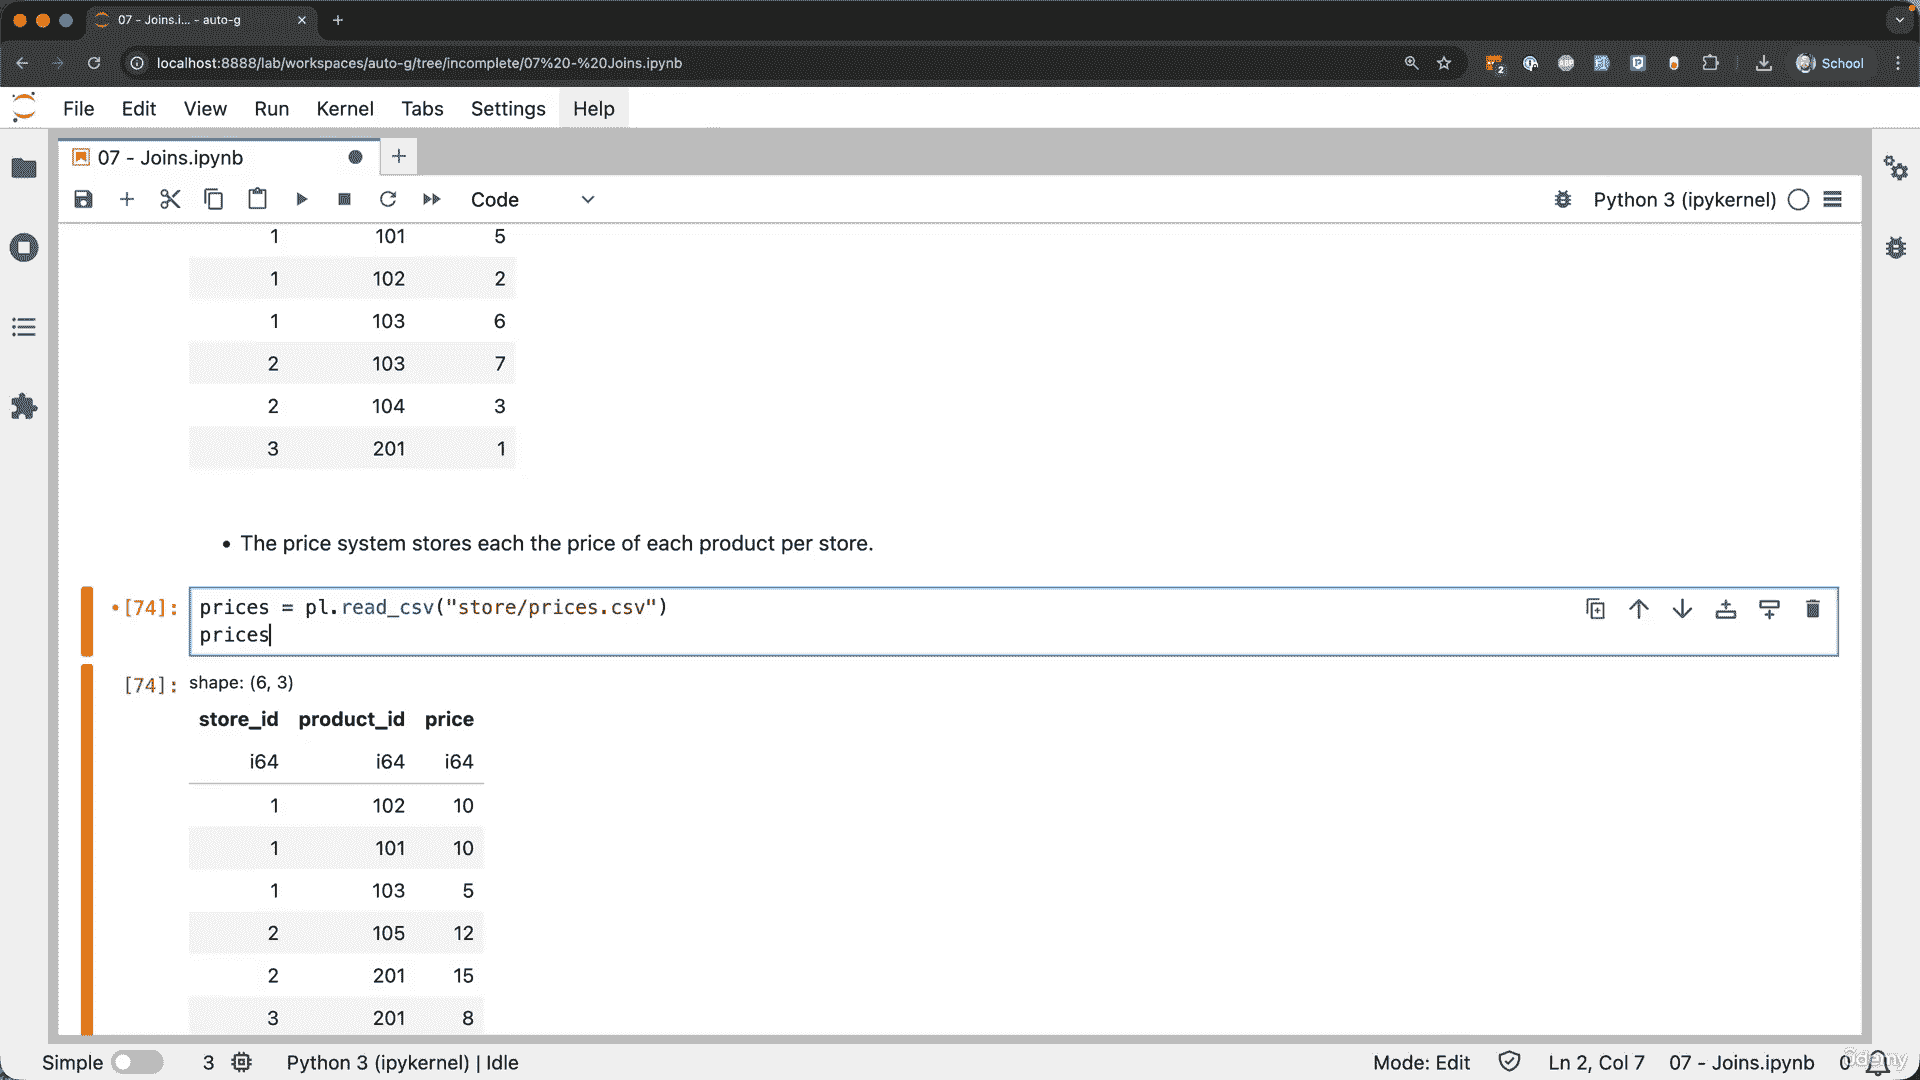 07 - Joins.i... - auto-g
localhost:8888/lab/workspaces/auto-g/tree/incomplete/07%20-%20Joins.ipynb
2
School
File Edit View Run Kernel Tabs Settings Help
07 - Joins.ipynb
Code
Python 3 (ipykernel)
1 101 5
1 102 2
1 103 6
2 103 7
2 104 3
3 201 1
• The price system stores each the price of each product per store.
•[74]: prices = pl.read_csv("store/prices.csv")
prices
[74]: shape: (6, 3)
store_id product_id price
i64 i64 i64
1 102 10
1 101 10
1 103 5
2 105 12
2 201 15
3 201 8
Simple 3 Python 3 (ipykernel) | Idle Mode: Edit Ln 2, Col 7 07 - Joins.ipynb 0